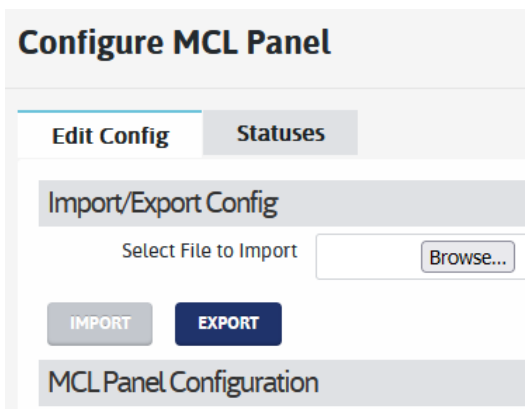 Configure MCL Panel
Edit Config Statuses
Import/Export Config
Select File to Import Browse...
IMPORT EXPORT
MCL Panel Configuration